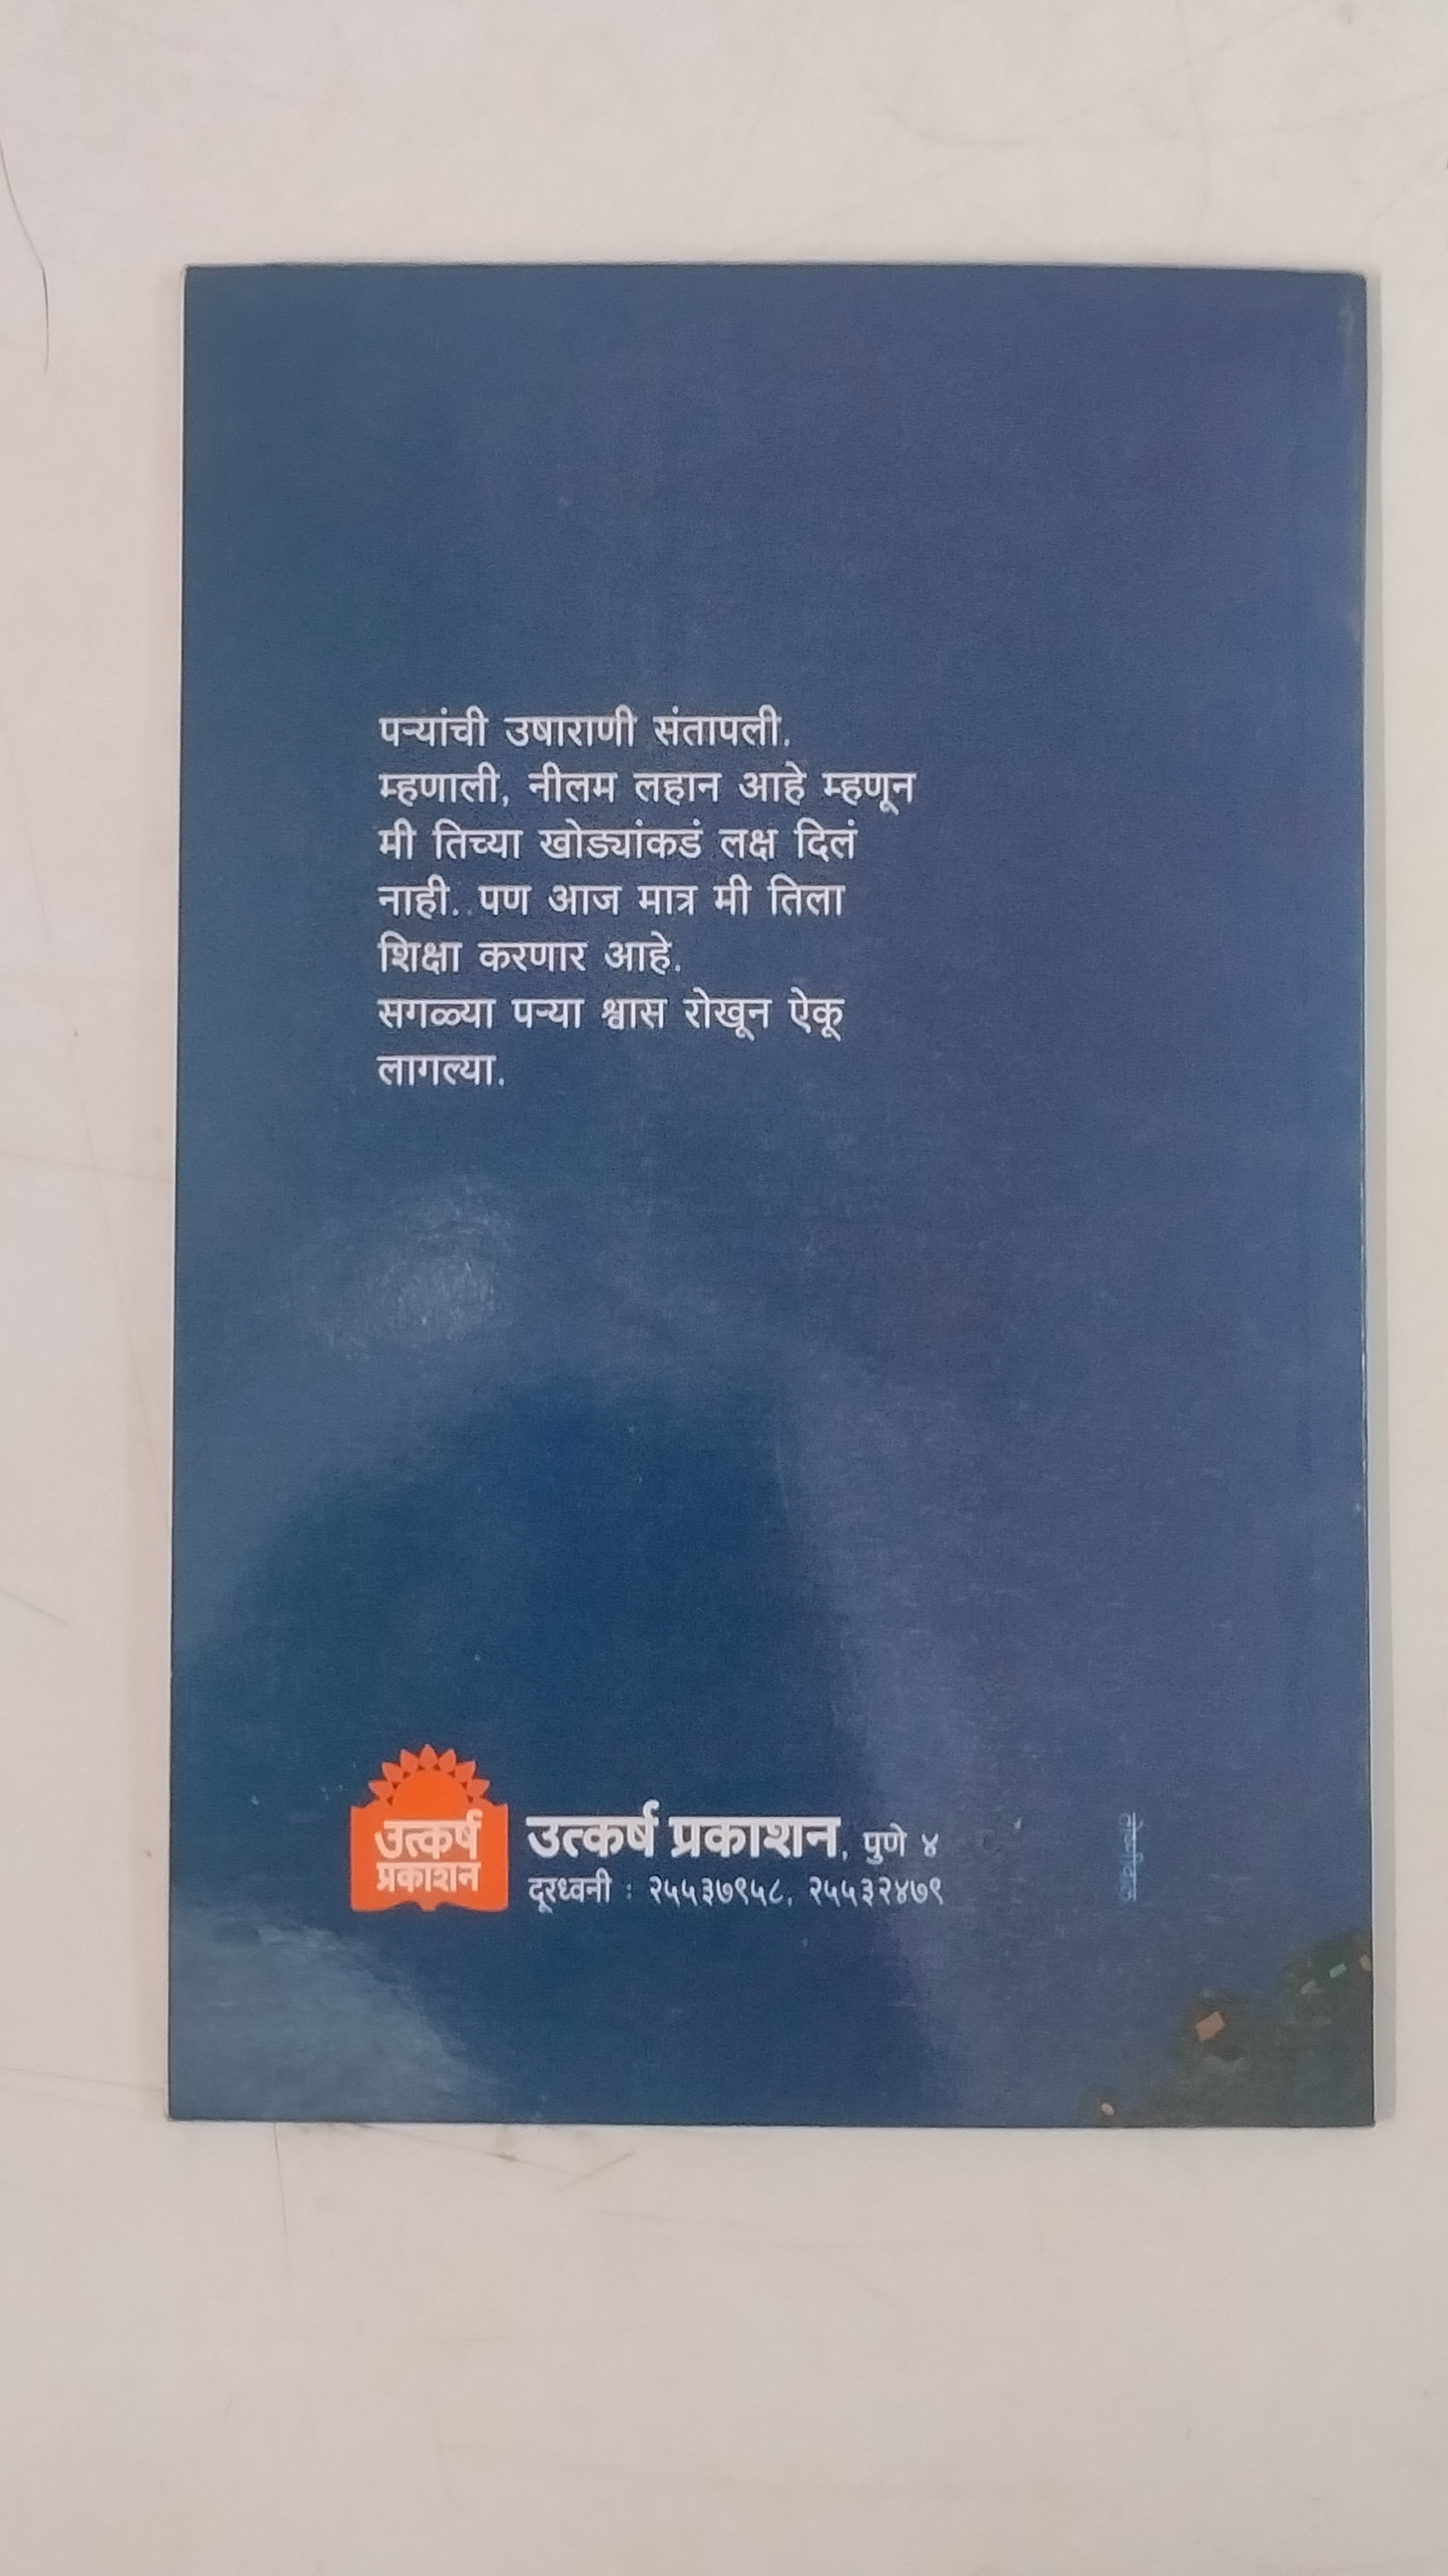 पऱ्यांची उषाराणी संतापली.
म्हणाली, नीलम लहान आहे म्हणून
मी तिच्या खोड्यांकडं लक्ष दिलं
नाही. पण आज मात्र मी तिला
शिक्षा करणार आहे.
सगळ्या पऱ्या श्वास रोखून ऐकू
लागल्या.
उत्कर्ष
प्रकाशन
उत्कर्ष प्रकाशन, पुणे ४
दूरध्वनी : २५५३७९५८, २५५३२४७९